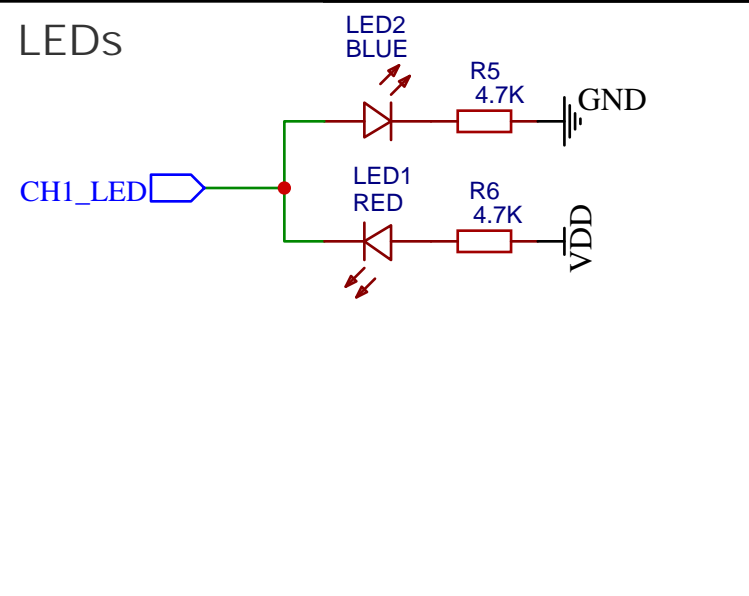 LEDs
LED2
BLUE
R5
4.7K
GND
CH1_LED
LED1
RED
R6
4.7K
VDD